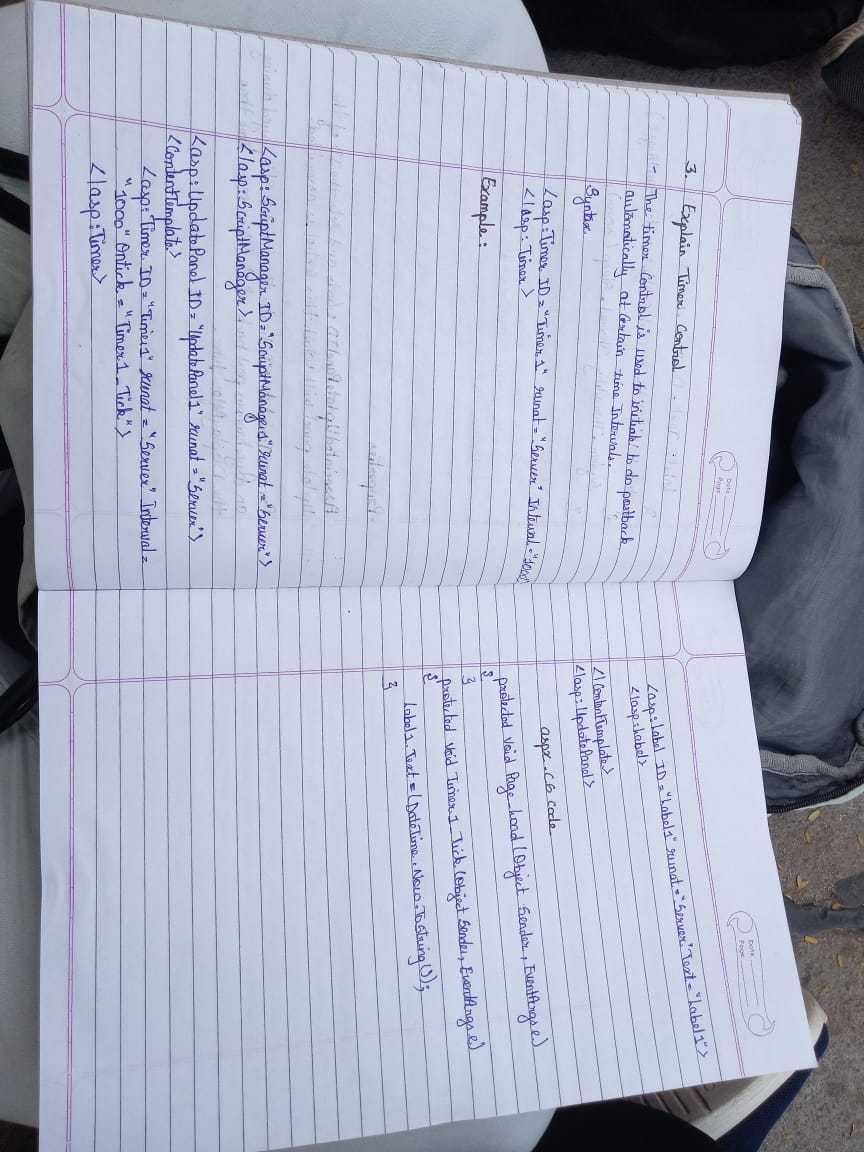 Date
Page
3. Explain Timer Control.
- The timer Control is used to initiat/ to do postback
automatically at Certain time Intervals.
Syntax
<asp:Timer ID="Timer1" runat="Server" Interval="1000"
</asp:Timer>
Example:
<asp:ScriptManager ID="ScriptManager1" runat="Server">
</asp:ScriptManager>
<asp:UpdatePanel ID="UpdatePanel1" runat="Server">
<ContentTemplate>
<asp:Timer ID="Timer1" runat="Server" Interval=
"1000" Ontick="Timer1_Tick">
</asp:Timer>
Date
Page
<asp:Label ID="Label1" runat="Server" Text="Label1">
</asp:Label>
</ContentTemplate>
</asp:UpdatePanel>
aspx.CS code
protected void Page_Load (Object Sender, EventArgs e)
{
}
protected void Timer1_Tick (Object Sender, EventArgs e)
{
Label1.Text=(DateTime.Now.ToString());
}